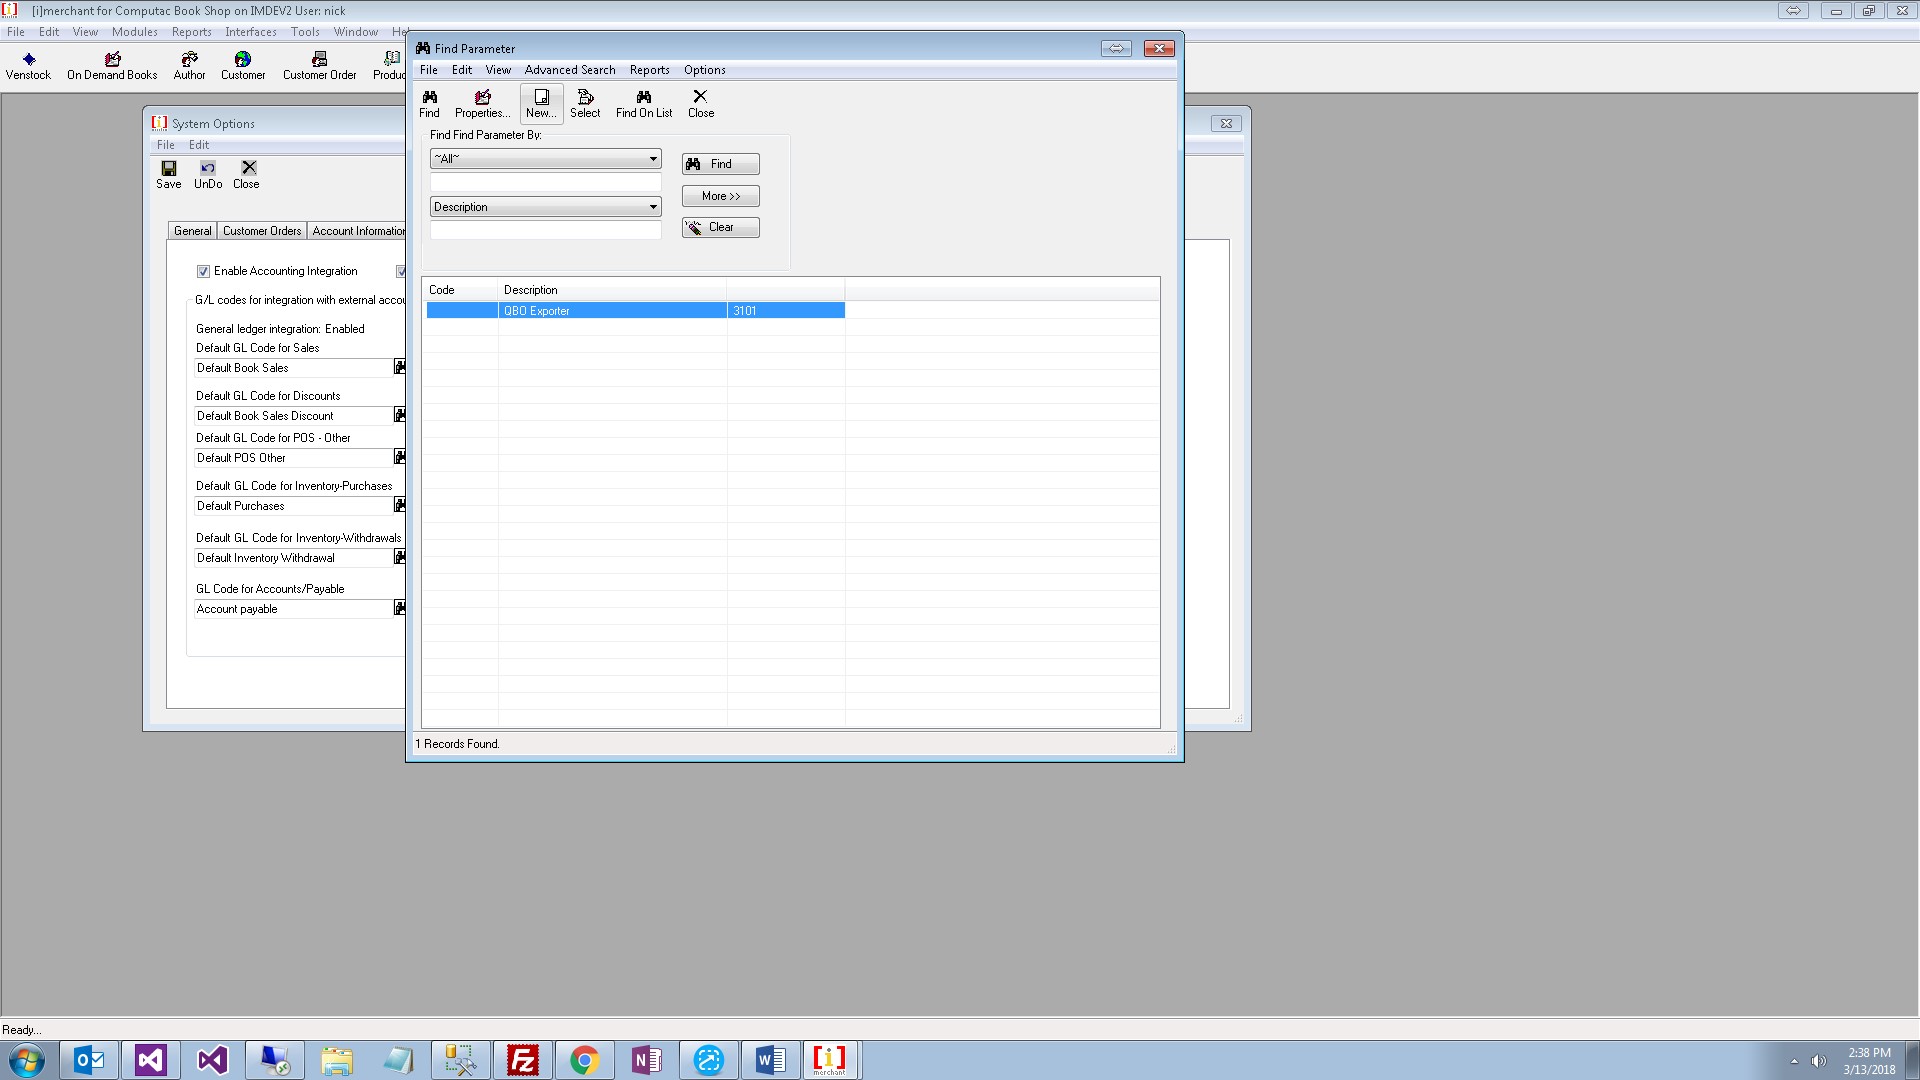 [i]merchant for Computac Book Shop on IMDEV2 User: nick
File Edit View Modules Reports Interfaces Tools Window
Venstock On Demand Books Author Customer Customer Order
Find Parameter
File Edit View Advanced Search Reports Options
Find Properties... New... Select Find On List Close
Find Find Parameter By:
~All~
Find
More >>
Description
Clear
Code Description
QBO Exporter 3101
1 Records Found.
System Options
File Edit
Save UnDo Close
General Customer Orders Account Information
Enable Accounting Integration
G/L codes for integration with external
General ledger integration: Enabled
Default GL Code for Sales
Default Book Sales
Default GL Code for Discounts
Default Book Sales Discount
Default GL Code for POS - Other
Default POS Other
Default GL Code for Inventory-Purchases
Default Purchases
Default GL Code for Inventory-Withdrawals
Default Inventory Withdrawal
GL Code for Accounts/Payable
Account payable
Ready...
2:38 PM
3/13/2018